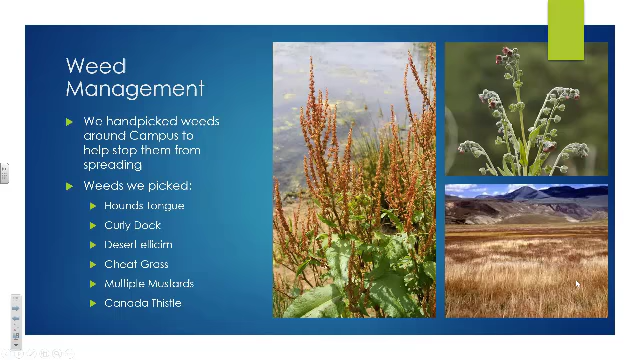 Weed
Management
We handpicked weeds
around Campus to
help stop them from
spreading
Weeds we picked:
Hounds Tongue
Curly Dock
Desert ellicim
Cheat Grass
Multiple Mustards
Canada Thistle